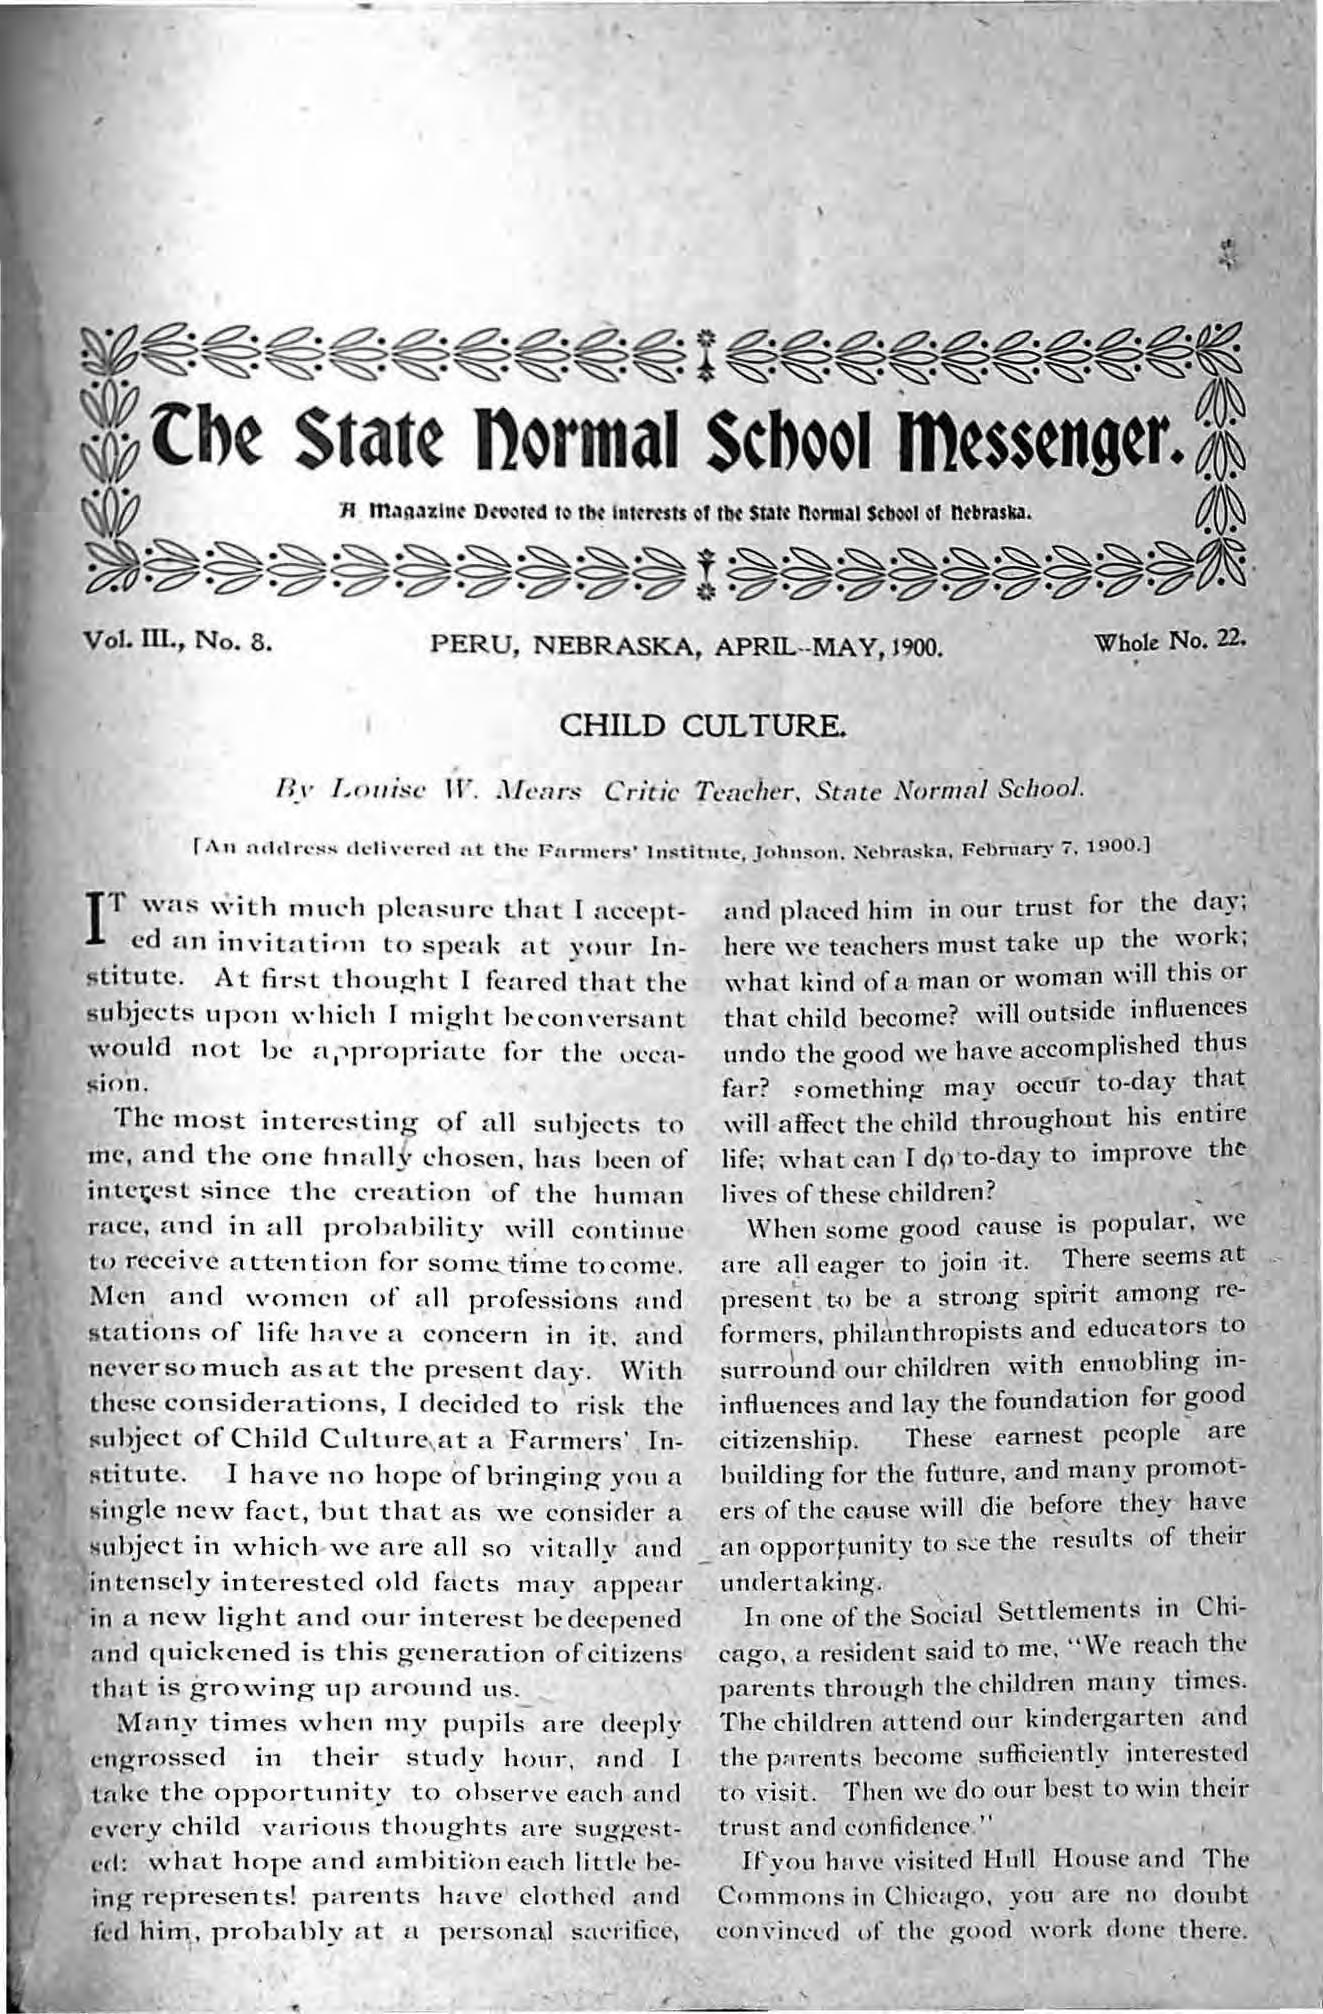 The State Normal School Messenger.
A Magazine Devoted to the Interests of the State Normal School of Nebraska.
Vol. III., No. 8.
PERU, NEBRASKA, APRIL--MAY, 1900.
Whole No. 22.
CHILD CULTURE.
By Louise W. Mears Critic Teacher, State Normal School.
[An address delivered at the Farmers' Institute, Johnson, Nebraska, February 7, 1900.]
IT was with much pleasure that I accept-
ed an invitation to speak at your In-
stitute. At first thought I feared that the
subjects upon which I might be conversant
would not be appropriate for the occa-
sion.
The most interesting of all subjects to
me, and the one finally chosen, has been of
interest since the creation of the human
race, and in all probability will continue
to receive attention for some time to come.
Men and women of all professions and
stations of life have a concern in it, and
never so much as at the present day. With
these considerations, I decided to risk the
subject of Child Culture at a Farmers' In-
stitute. I have no hope of bringing you a
single new fact, but that as we consider a
subject in which we are all so vitally and
intensely interested old facts may appear
in a new light and our interest be deepened
and quickened is this generation of citizens
that is growing up around us.
Many times when my pupils are deeply
engrossed in their study hour, and I
take the opportunity to observe each and
every child various thoughts are suggest-
ed: what hope and ambition each little be-
ing represents! parents have clothed and
fed him, probably at a personal sacrifice,
and placed him in our trust for the day;
here we teachers must take up the work;
what kind of a man or woman will this or
that child become? will outside influences
undo the good we have accomplished thus
far? something may occur to-day that
will affect the child throughout his entire
life; what can I do to-day to improve the
lives of these children?
When some good cause is popular, we
are all eager to join it. There seems at
present to be a strong spirit among re-
formers, philanthropists and educators to
surround our children with ennobling in-
influences and lay the foundation for good
citizenship. These earnest people are
building for the future, and many promot-
ers of the cause will die before they have
an opportunity to see the results of their
undertaking.
In one of the Social Settlements in Chi-
cago, a resident said to me, "We reach the
parents through the children many times.
The children attend our kindergarten and
the parents become sufficiently interested
to visit. Then we do our best to win their
trust and confidence."
If you have visited Hull House and The
Commons in Chicago, you are no doubt
convinced of the good work done there.